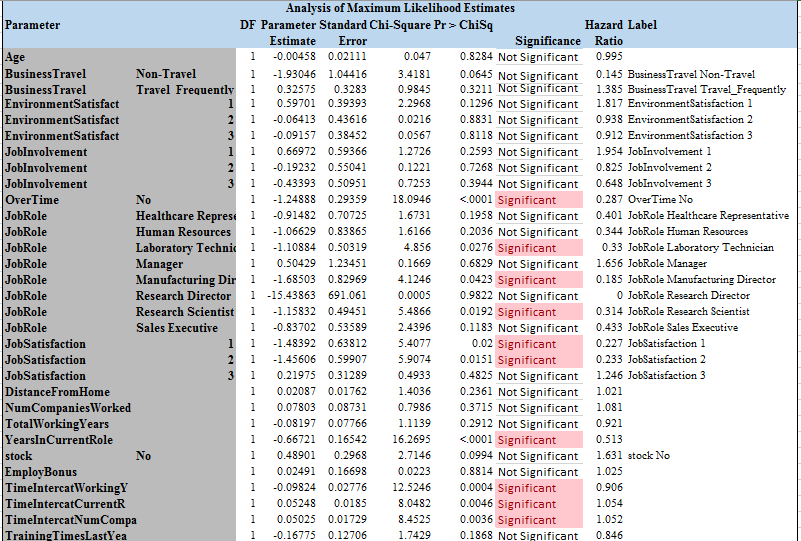 Analysis of Maximum Likelihood Estimates
Parameter DF Parameter Standard Chi-Square Pr > ChiSq Hazard Label
Estimate Error Significance Ratio
Age 1 -0.00458 0.02111 0.047 0.8284 Not Significant 0.995
BusinessTravel Non-Travel 1 -1.93046 1.04416 3.4181 0.0645 Not Significant 0.145 BusinessTravel Non-Travel
BusinessTravel Travel_Frequently 1 0.32575 0.3283 0.9845 0.3211 Not Significant 1.385 BusinessTravel Travel_Frequently
EnvironmentSatisfact 1 1 0.59701 0.39393 2.2968 0.1296 Not Significant 1.817 EnvironmentSatisfaction 1
EnvironmentSatisfact 2 1 -0.06413 0.43616 0.0216 0.8831 Not Significant 0.938 EnvironmentSatisfaction 2
EnvironmentSatisfact 3 1 -0.09157 0.38452 0.0567 0.8118 Not Significant 0.912 EnvironmentSatisfaction 3
JobInvolvement 1 1 0.66972 0.59366 1.2726 0.2593 Not Significant 1.954 JobInvolvement 1
JobInvolvement 2 1 -0.19232 0.55041 0.1221 0.7268 Not Significant 0.825 JobInvolvement 2
JobInvolvement 3 1 -0.43393 0.50951 0.7253 0.3944 Not Significant 0.648 JobInvolvement 3
OverTime No 1 -1.24888 0.29359 18.0946 <.0001 Significant 0.287 OverTime No
JobRole Healthcare Represe 1 -0.91482 0.70725 1.6731 0.1958 Not Significant 0.401 JobRole Healthcare Representative
JobRole Human Resources 1 -1.06629 0.83865 1.6166 0.2036 Not Significant 0.344 JobRole Human Resources
JobRole Laboratory Technic 1 -1.10884 0.50319 4.856 0.0276 Significant 0.33 JobRole Laboratory Technician
JobRole Manager 1 0.50429 1.23451 0.1669 0.6829 Not Significant 1.656 JobRole Manager
JobRole Manufacturing Dir 1 -1.68503 0.82969 4.1246 0.0423 Significant 0.185 JobRole Manufacturing Director
JobRole Research Director 1 -15.43863 691.061 0.0005 0.9822 Not Significant 0 JobRole Research Director
JobRole Research Scientist 1 -1.15832 0.49451 5.4866 0.0192 Significant 0.314 JobRole Research Scientist
JobRole Sales Executive 1 -0.83702 0.53589 2.4396 0.1183 Not Significant 0.433 JobRole Sales Executive
JobSatisfaction 1 1 -1.48392 0.63812 5.4077 0.02 Significant 0.227 JobSatisfaction 1
JobSatisfaction 2 1 -1.45606 0.59907 5.9074 0.0151 Significant 0.233 JobSatisfaction 2
JobSatisfaction 3 1 0.21975 0.31289 0.4933 0.4825 Not Significant 1.246 JobSatisfaction 3
DistanceFromHome 1 0.02087 0.01762 1.4036 0.2361 Not Significant 1.021
NumCompaniesWorked 1 0.07803 0.08731 0.7986 0.3715 Not Significant 1.081
TotalWorkingYears 1 -0.08197 0.07766 1.1139 0.2912 Not Significant 0.921
YearsInCurrentRole 1 -0.66721 0.16542 16.2695 <.0001 Significant 0.513
stock No 1 0.48901 0.2968 2.7146 0.0994 Not Significant 1.631 stock No
EmployBonus 1 0.02491 0.16698 0.0223 0.8814 Not Significant 1.025
TimeIntercatWorkingY 1 -0.09824 0.02776 12.5246 0.0004 Significant 0.906
TimeIntercatCurrentR 1 0.05248 0.0185 8.0482 0.0046 Significant 1.054
TimeIntercatNumCompa 1 0.05025 0.01729 8.4525 0.0036 Significant 1.052
TrainingTimesLastYea 1 -0.16775 0.12706 1.7429 0.1868 Not Significant 0.846